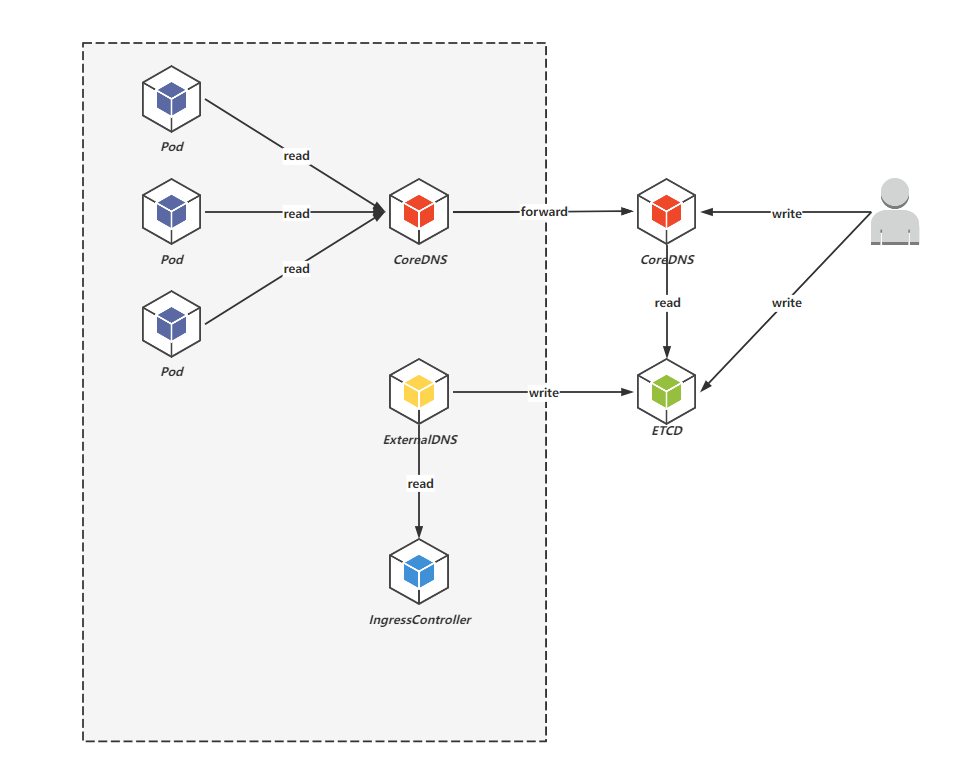 Pod
read
Pod
read
CoreDNS
forward
CoreDNS
write
read
Pod
read
write
ExternalDNS
write
ETCD
read
IngressController